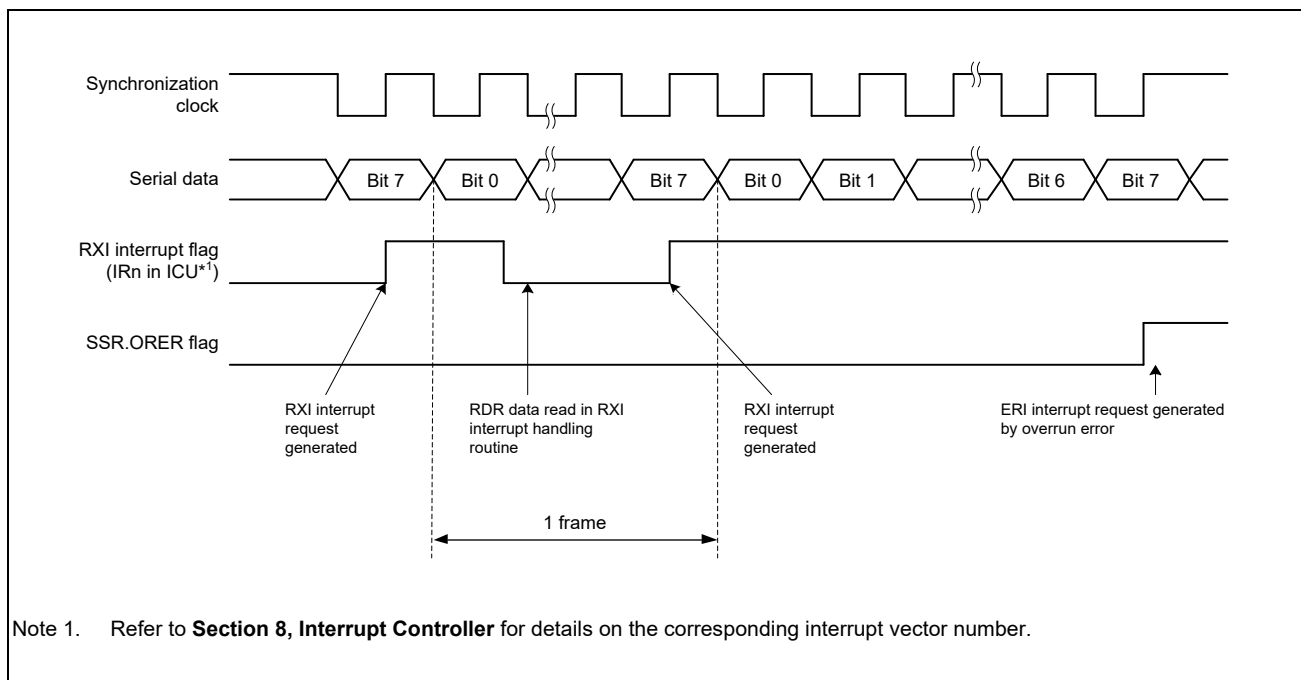 Synchronization
clock
Serial data
Bit 7
Bit 0
Bit 7
Bit 0
Bit 1
Bit 6
Bit 7
RXI interrupt flag
(IRn in ICU*1)
SSR.ORER flag
RXI interrupt
request
generated
RDR data read in RXI
interrupt handling
routine
RXI interrupt
request
generated
ERI interrupt request generated
by overrun error
1 frame
Note 1. Refer to Section 8, Interrupt Controller for details on the corresponding interrupt vector number.